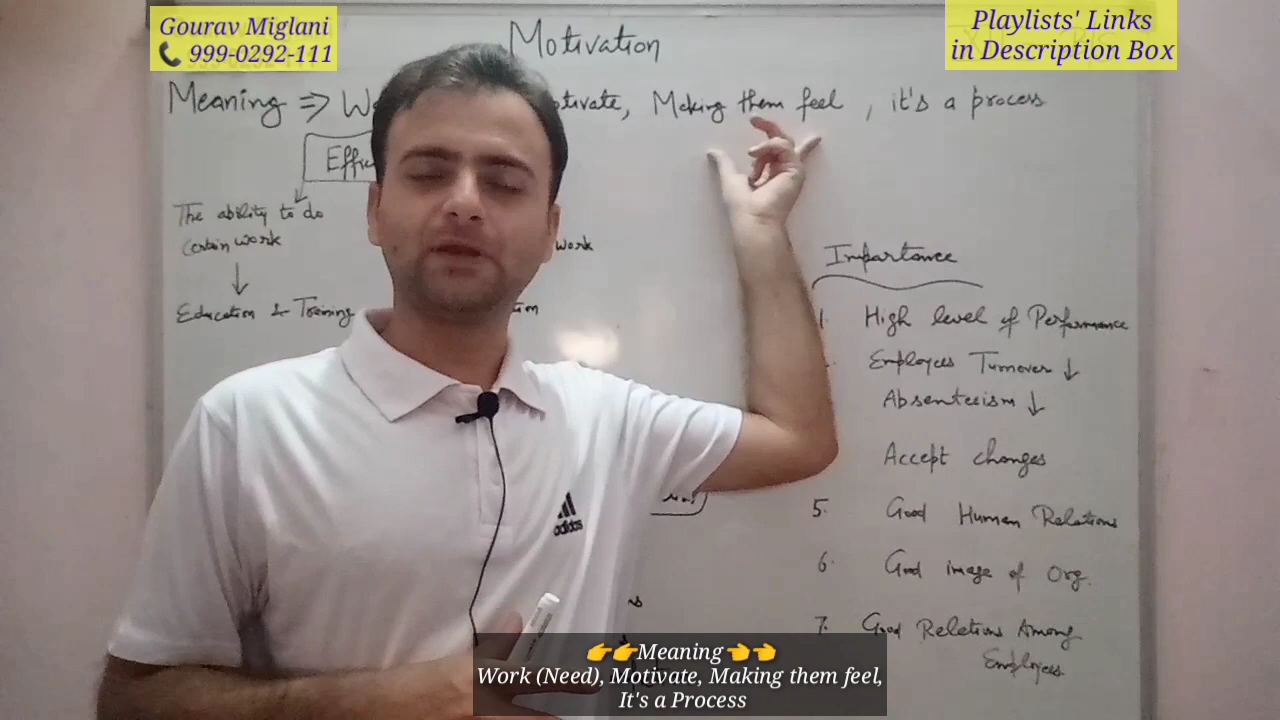 Gourav Miglani
📞 999-0292-111
Playlists' Links
in Description Box
Motivation
Meaning ⇒ Making them feel, it's a process
The ability to do
Certain work
↓
Education & Training
work
Importance
High level of Performance
Employees Turnover ↓
Absenteeism ↓
Accept changes
5. Good Human Relations
6. Good image of Org.
7. Good Relations Among
Employees
adidas
👉👉Meaning👈👈
Work (Need), Motivate, Making them feel,
It's a Process